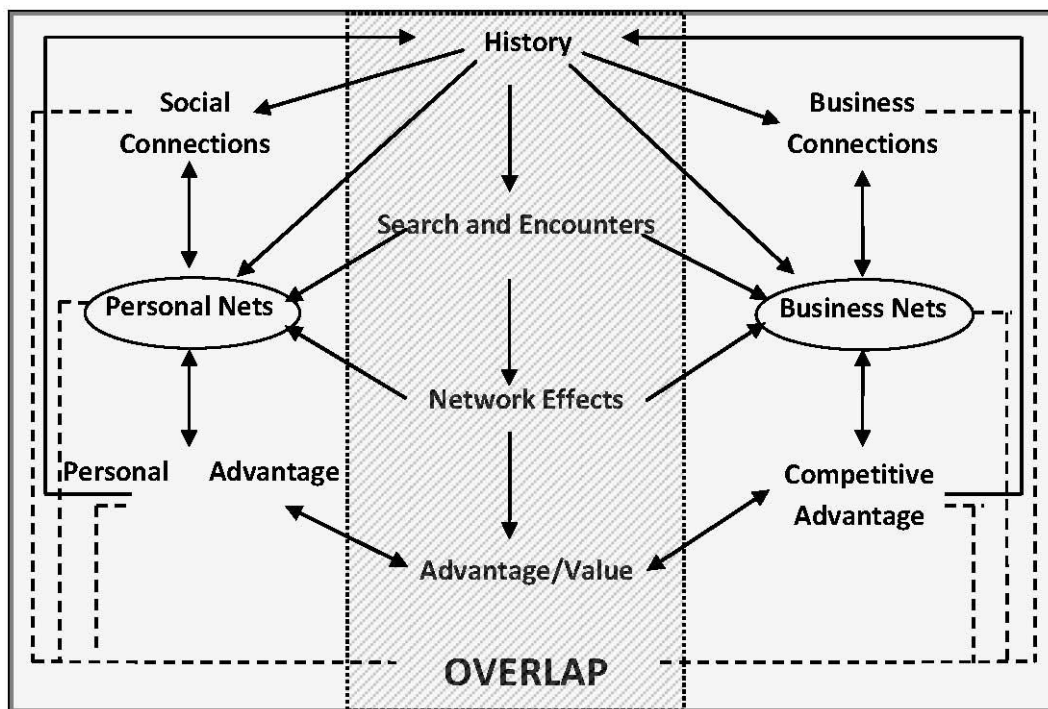 History
Social
Connections
Business
Connections
Search and Encounters
Personal Nets
Business Nets
Network Effects
Personal Advantage
Competitive
Advantage
Advantage/Value
OVERLAP